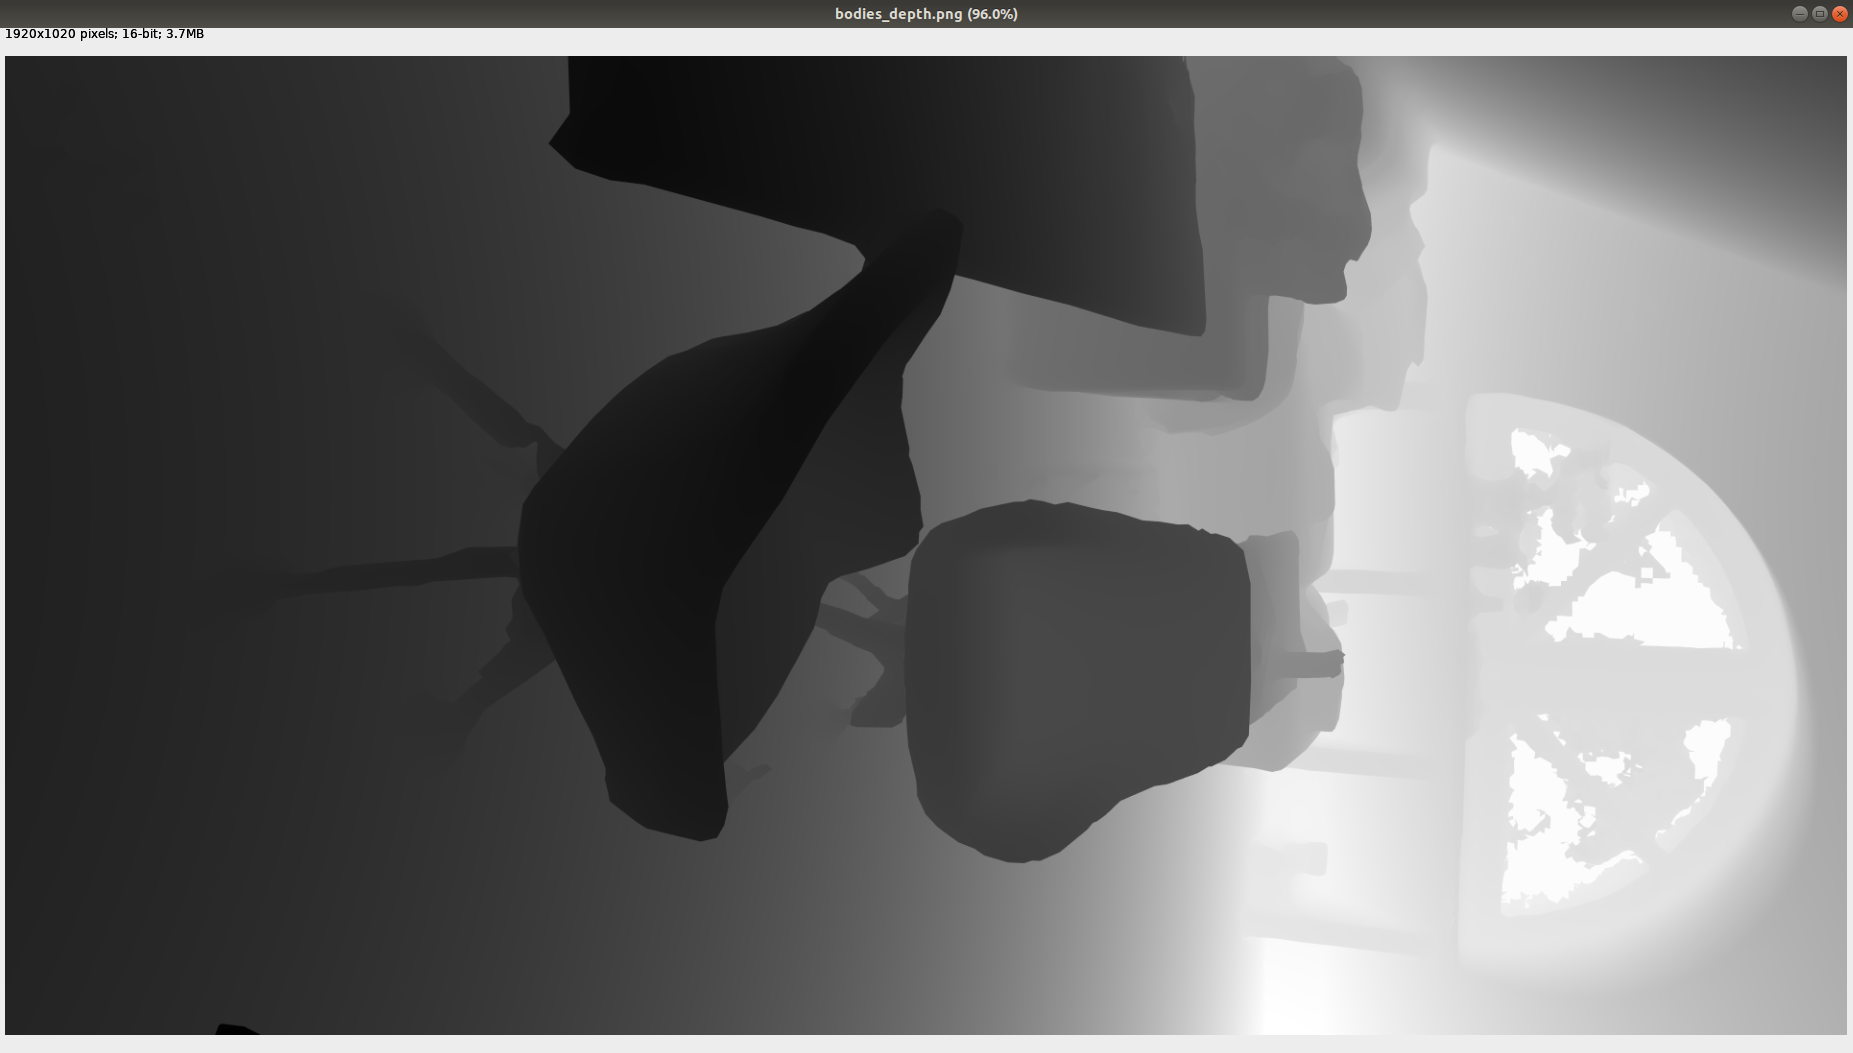 bodies_depth.png (96.0%)
1920x1020 pixels; 16-bit; 3.7MB